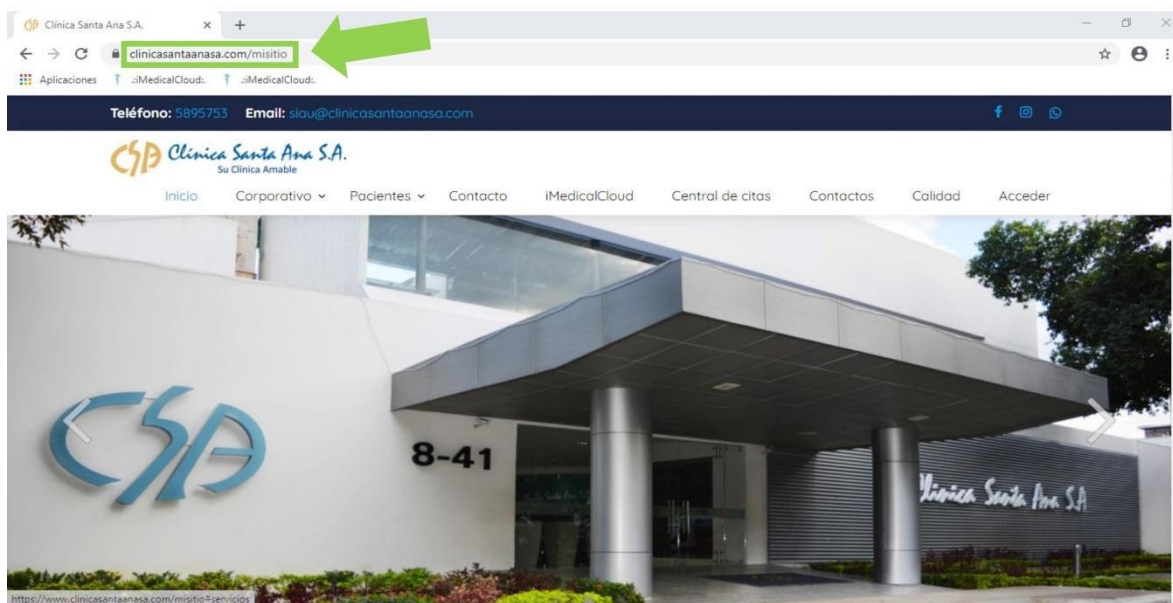 Clínica Santa Ana S.A.
clinicasantaanasa.com/misitio
Aplicaciones .:iMedicalCloud:. .:iMedicalCloud:.
Teléfono: 5895753 Email: siau@clinicasantaanasa.com
CSA Clínica Santa Ana S.A.
Su Clínica Amable
Inicio Corporativo Pacientes Contacto iMedicalCloud Central de citas Contactos Calidad Acceder
CSA
8-41
Clínica Santa Ana S.A
https://www.clinicasantaanasa.com/misitio#servicios